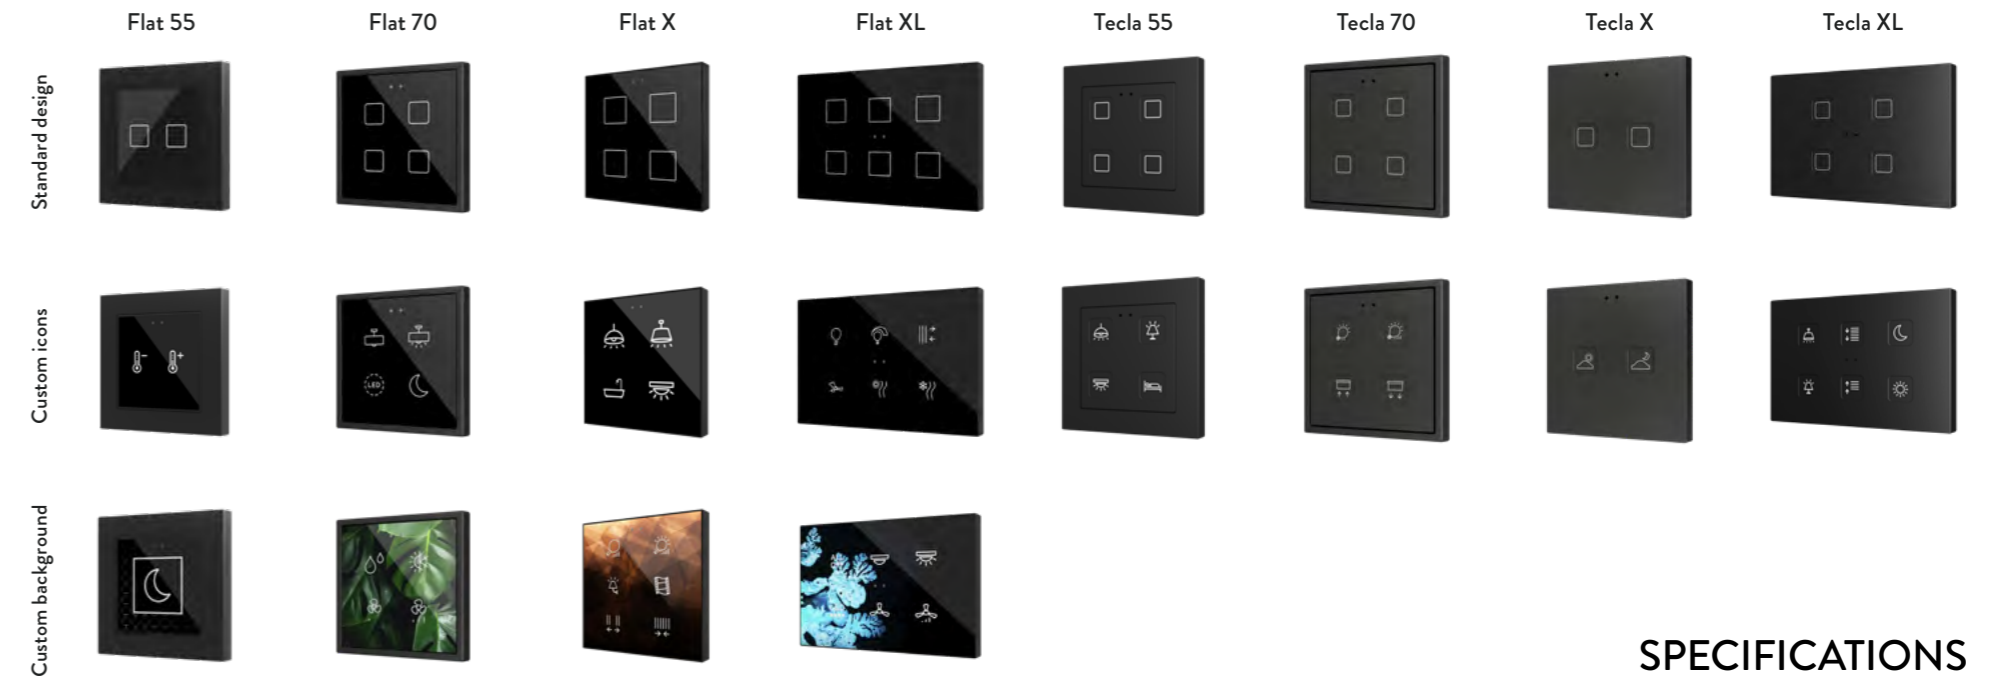 Flat 55
Flat 70
Flat X
Flat XL
Tecla 55
Tecla 70
Tecla X
Tecla XL
Standard design
Custom icons
LED
Custom background
SPECIFICATIONS